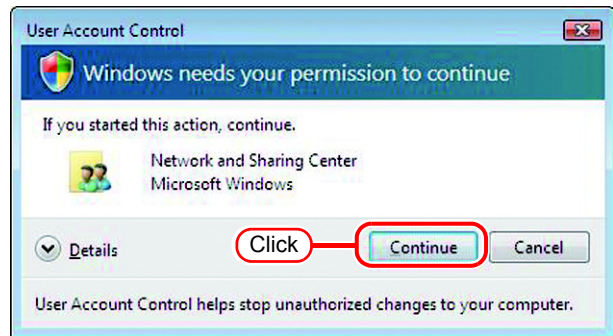 User Account Control
Windows needs your permission to continue
If you started this action, continue.
Network and Sharing Center
Microsoft Windows
Details
Click
Continue
Cancel
User Account Control helps stop unauthorized changes to your computer.